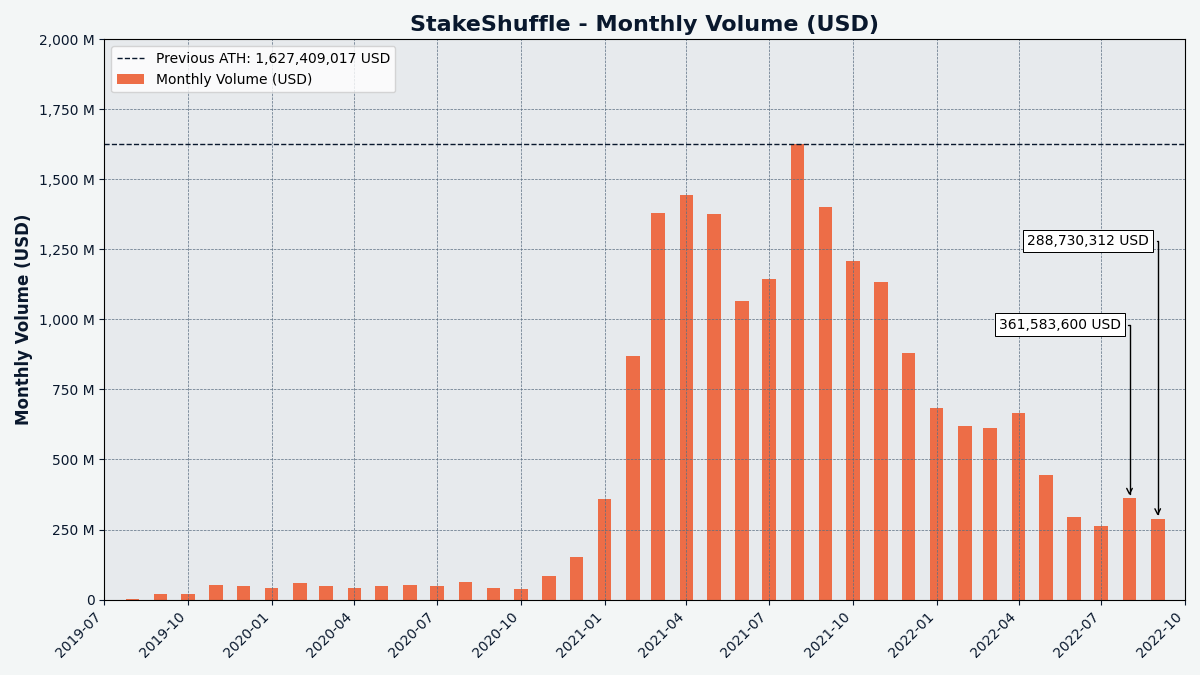 StakeShuffle - Monthly Volume (USD)
Previous ATH: 1,627,409,017 USD
Monthly Volume (USD)
Monthly Volume (USD)
2,000 M
1,750 M
1,500 M
1,250 M
1,000 M
750 M
500 M
250 M
0
288,730,312 USD
361,583,600 USD
2019-07
2019-10
2020-01
2020-04
2020-07
2020-10
2021-01
2021-04
2021-07
2021-10
2022-01
2022-04
2022-07
2022-10